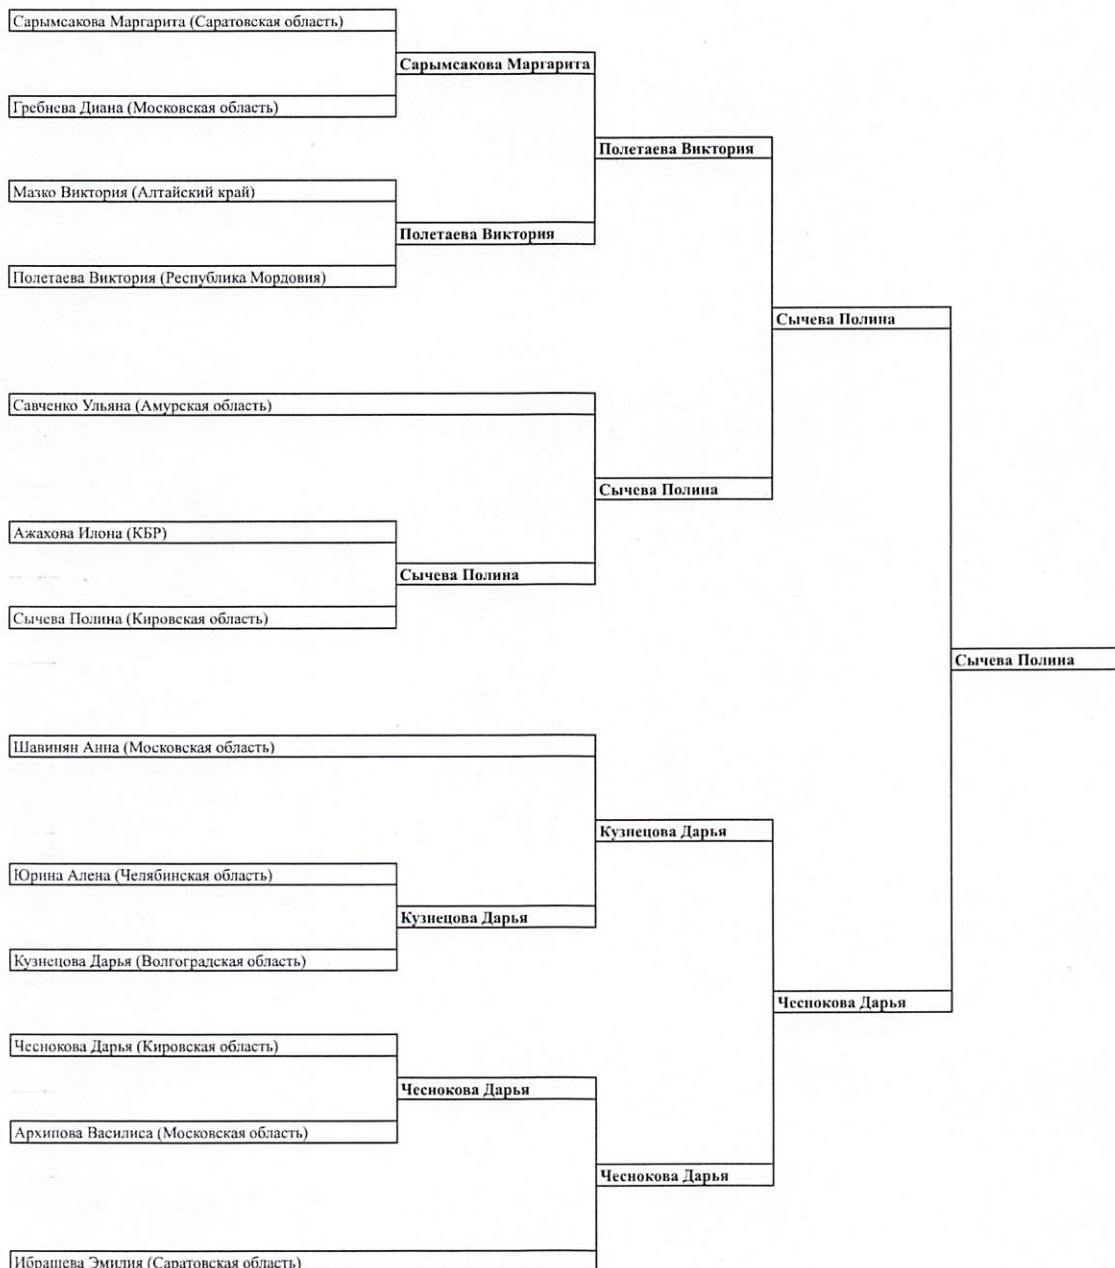 Сарымсакова Маргарита (Саратовская область)
Сарымсакова Маргарита
Гребнева Диана (Московская область)
Полетаева Виктория
Мазко Виктория (Алтайский край)
Полетаева Виктория
Полетаева Виктория (Республика Мордовия)
Сычева Полина
Савченко Ульяна (Амурская область)
Сычева Полина
Ажахова Илона (КБР)
Сычева Полина
Сычева Полина (Кировская область)
Сычева Полина
Шавинян Анна (Московская область)
Кузнецова Дарья
Юрина Алена (Челябинская область)
Кузнецова Дарья
Кузнецова Дарья (Волгоградская область)
Чеснокова Дарья
Чеснокова Дарья (Кировская область)
Чеснокова Дарья
Архипова Василиса (Московская область)
Чеснокова Дарья
Ибрашева Эмилия (Саратовская область)